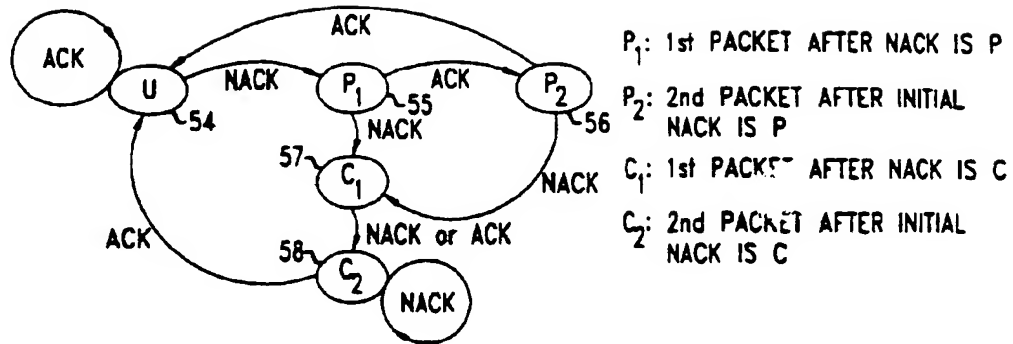 ACK
P₁: 1st PACKET AFTER NACK IS P
ACK
U
NACK
P₁
ACK
P₂
54
55
56
P₂: 2nd PACKET AFTER INITIAL
NACK IS P
NACK
57
C₁
NACK
C₁: 1st PACKET AFTER NACK IS C
ACK
NACK or ACK
58
C₂
C₂: 2nd PACKET AFTER INITIAL
NACK IS C
NACK